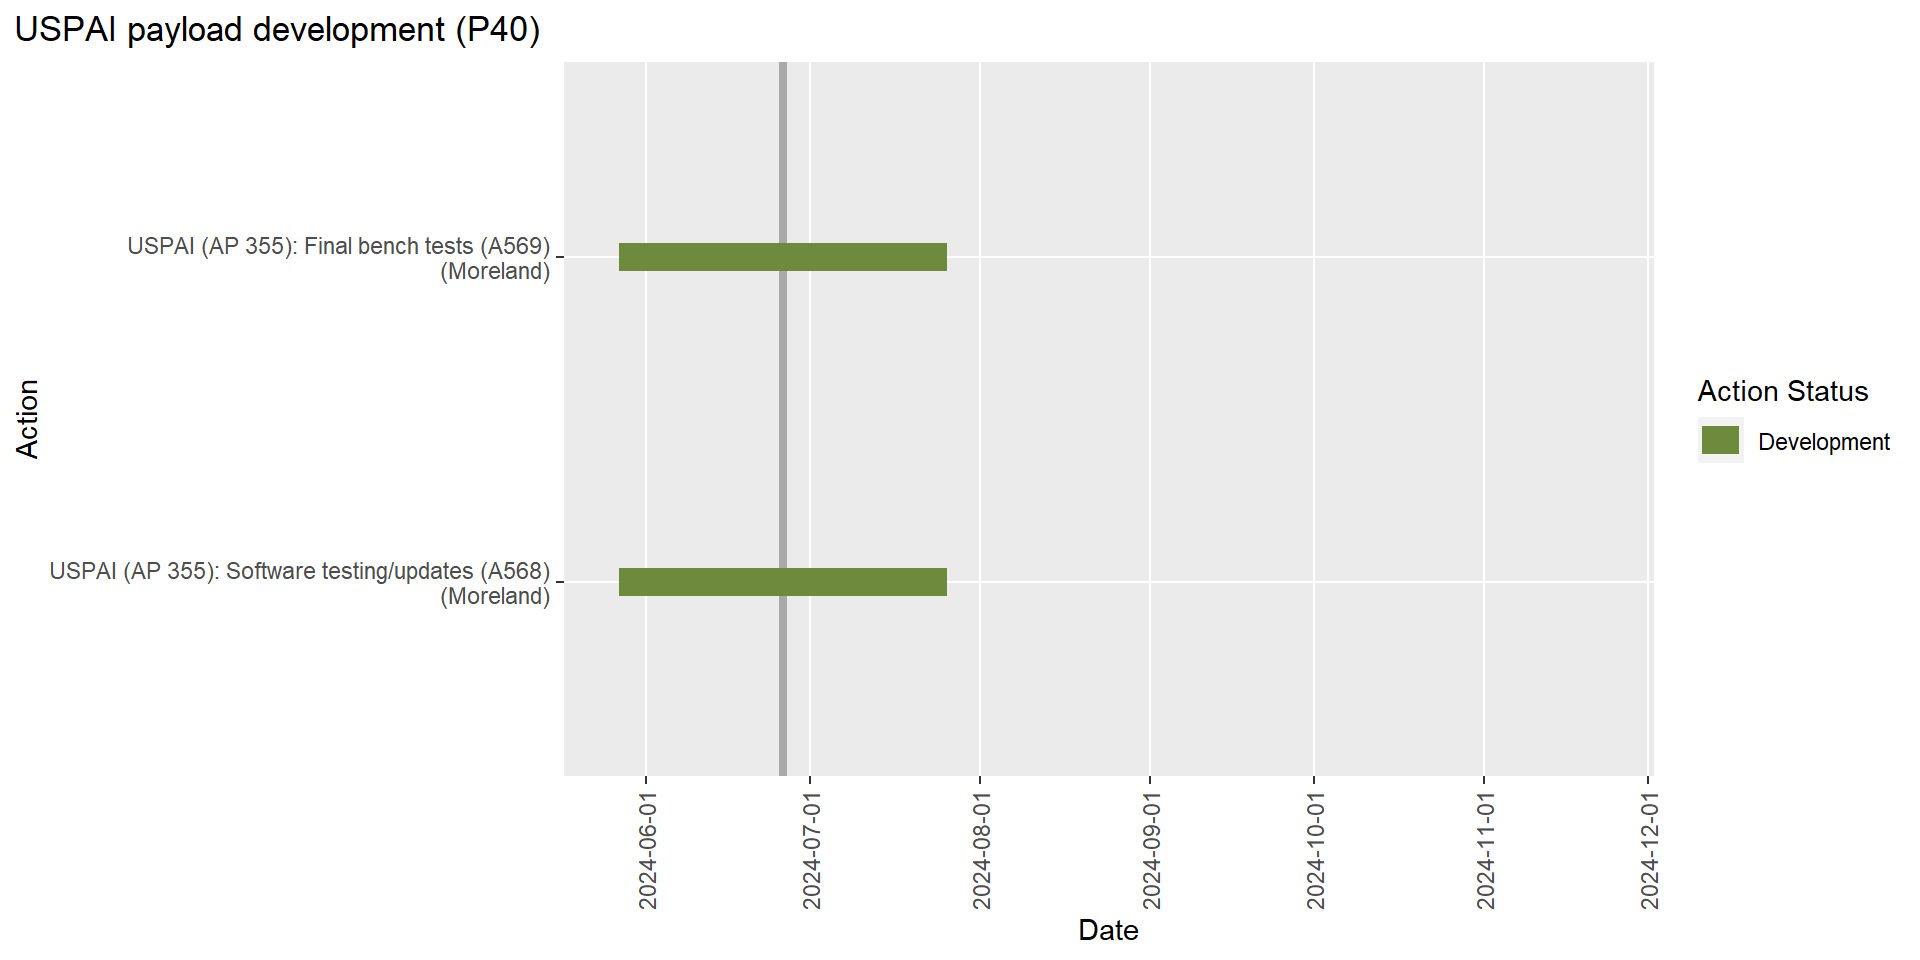 USPAI payload development (P40)
USPAI (AP 355): Final bench tests (A569)
(Moreland)
Action
USPAI (AP 355): Software testing/updates (A568)
(Moreland)
Action Status
Development
2024-06-01
2024-07-01
2024-08-01
2024-09-01
2024-10-01
2024-11-01
2024-12-01
Date